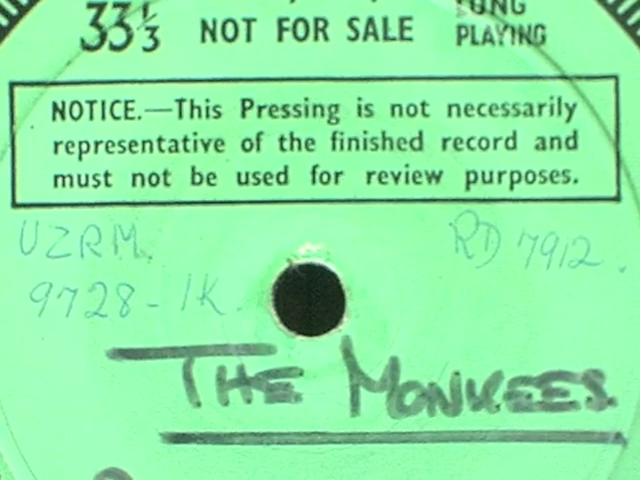 33⅓ NOT FOR SALE LONG PLAYING
NOTICE.—This Pressing is not necessarily
representative of the finished record and
must not be used for review purposes.
UZRM. RD 7912.
9728-1K.
THE MONKEES.